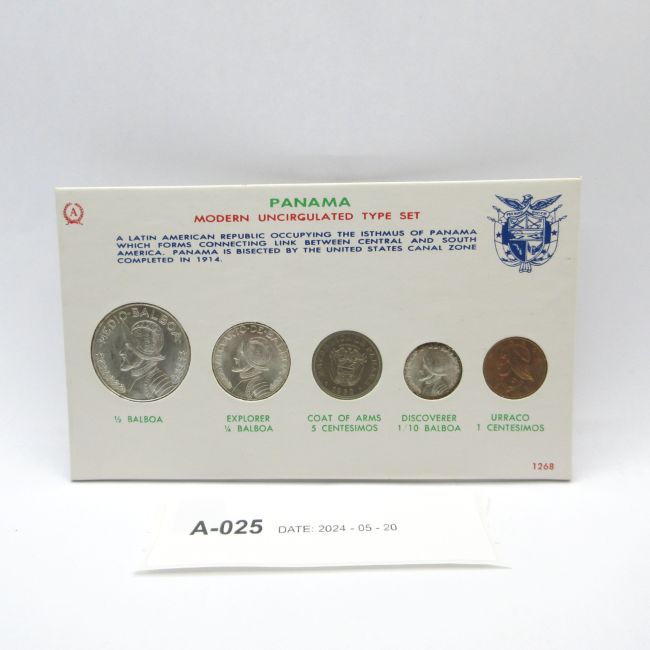 A
PANAMA
MODERN UNCIRGULATED TYPE SET
A LATIN AMERICAN REPUBLIC OCCUPYING THE ISTHMUS OF PANAMA
WHICH FORMS CONNECTING LINK BETWEEN CENTRAL AND SOUTH
AMERICA. PANAMA IS BISECTED BY THE UNITED STATES CANAL ZONE
COMPLETED IN 1914.
MEDIO·BALBOA
½ BALBOA
EXPLORER
¼ BALBOA
COAT OF ARMS
5 CENTESIMOS
DISCOVERER
1/10 BALBOA
URRACO
1 CENTESIMOS
1268
A-025 DATE: 2024 - 05 - 20